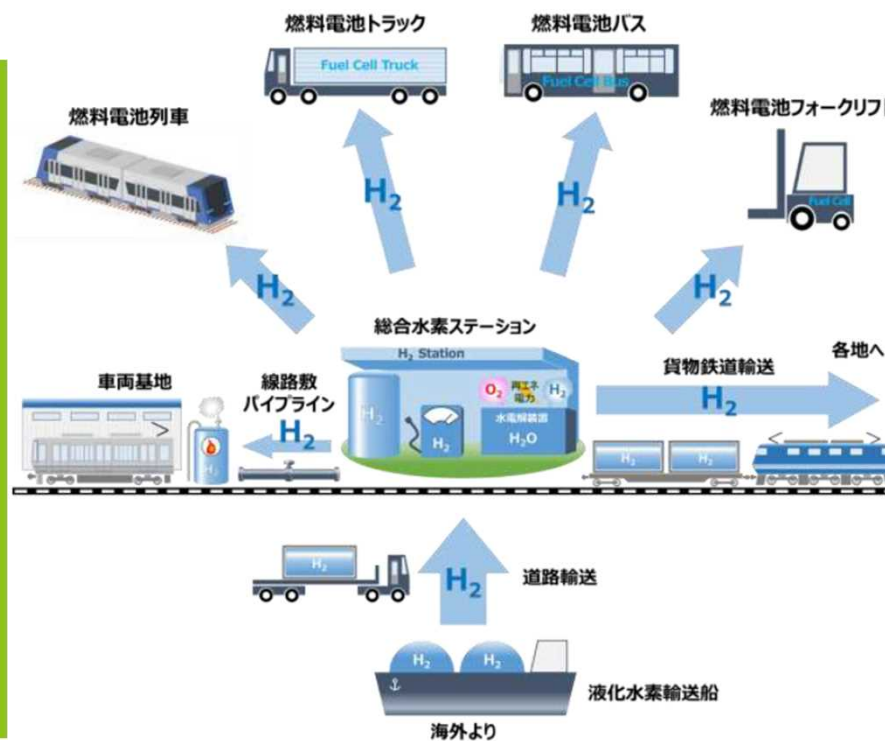 燃料電池トラック
燃料電池バス
Fuel Cell Truck
Fuel Cell Bus
燃料電池列車
燃料電池フォークリフト
Fuel Cell
H₂
H₂
H₂
H₂
総合水素ステーション
H₂ Station
車両基地
線路敷
パイプライン
H₂
H₂
H₂
H₂
O₂
再エネ
電力
H₂
水電解装置
H₂O
貨物鉄道輸送
各地へ
H₂
H₂
H₂
H₂
H₂
道路輸送
H₂
H₂
液化水素輸送船
海外より